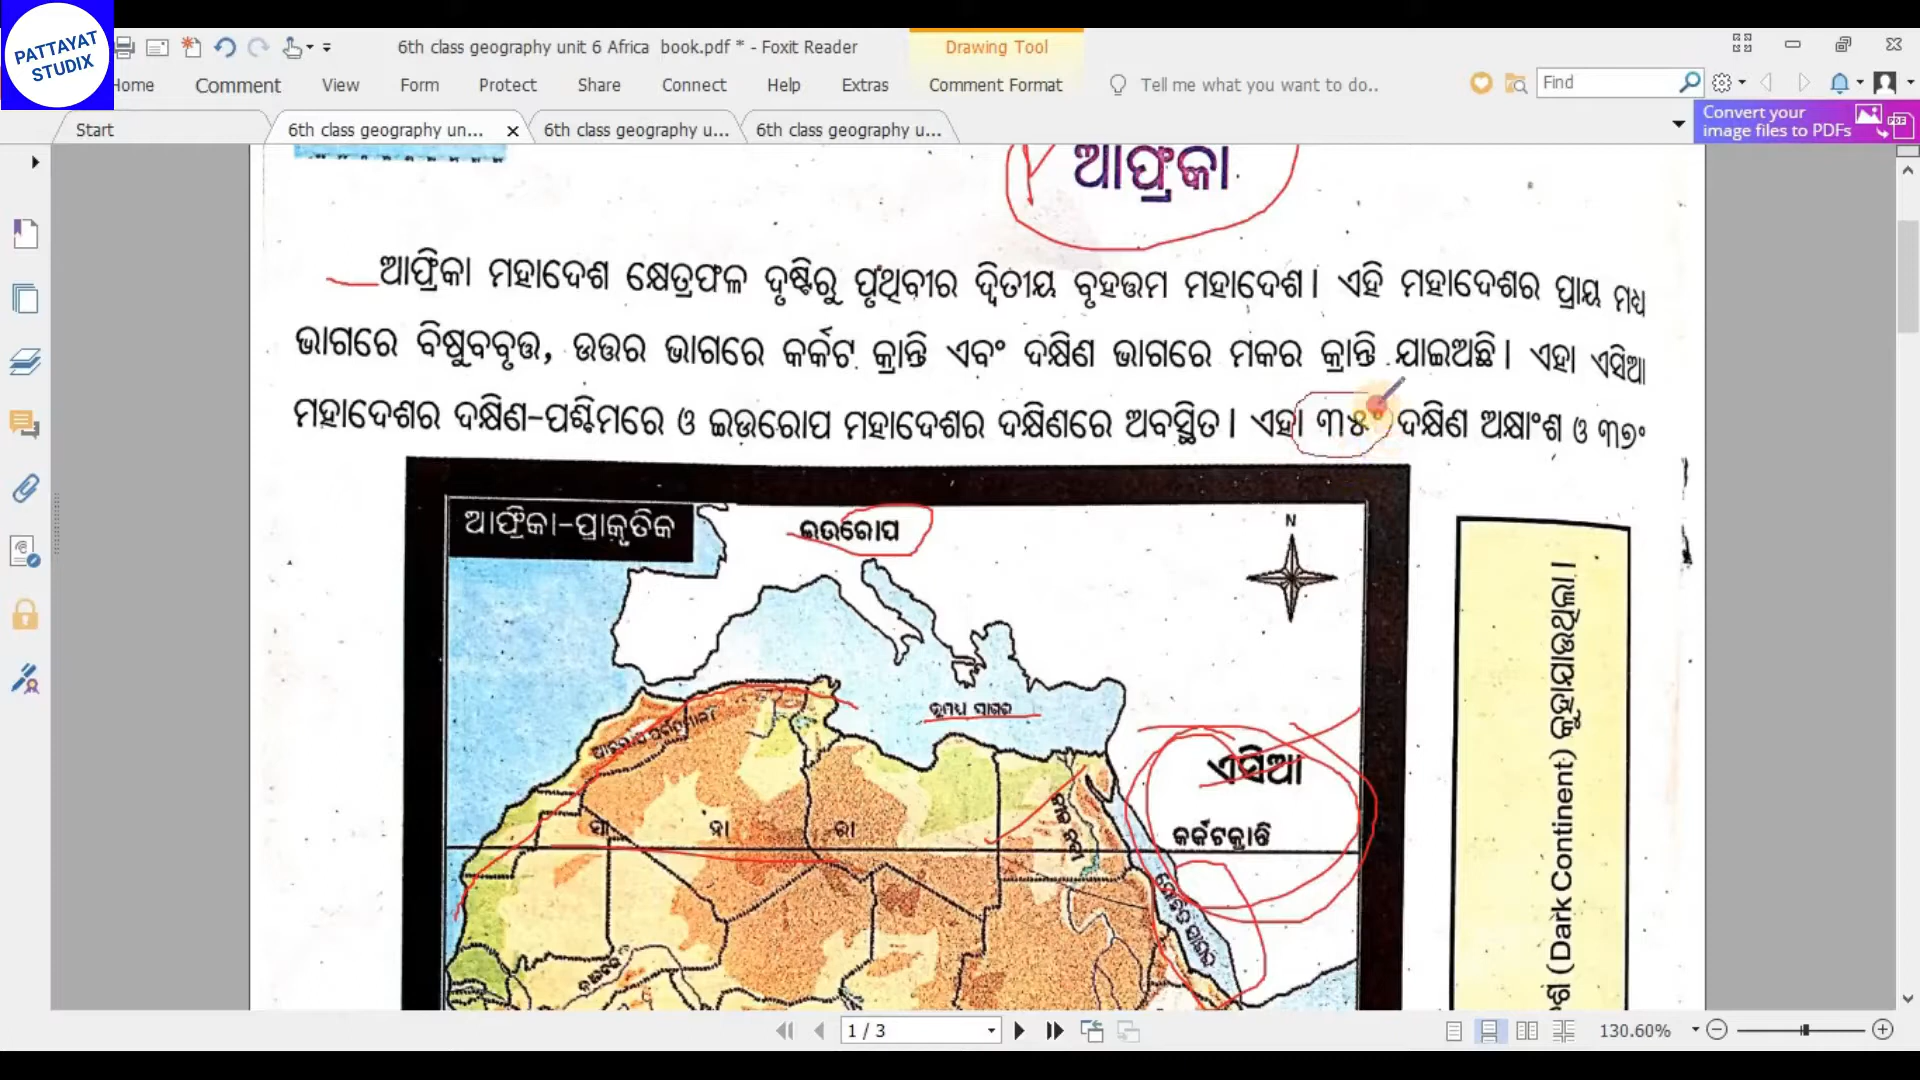 PATTAYAT
STUDIX
6th class geography unit 6 Africa book.pdf * - Foxit Reader
Drawing Tool
Home
Comment
View
Form
Protect
Share
Connect
Help
Extras
Comment Format
Tell me what you want to do..
Find
Start
6th class geography un...
6th class geography u...
6th class geography u...
Convert your
image files to PDFs
ଆଫ୍ରିକା
ଆଫ୍ରିକା ମହାଦେଶ କ୍ଷେତ୍ରଫଳ ଦୃଷ୍ଟିରୁ ପୃଥିବୀର ଦ୍ୱିତୀୟ ବୃହତ୍ତମ ମହାଦେଶ। ଏହି ମହାଦେଶର ପ୍ରାୟ ମଧ୍ୟ
ଭାଗରେ ବିଷୁବବୃତ୍ତ, ଉତ୍ତର ଭାଗରେ କର୍କଟ କ୍ରାନ୍ତି ଏବଂ ଦକ୍ଷିଣ ଭାଗରେ ମକର କ୍ରାନ୍ତି ଯାଇଅଛି। ଏହା ଏସିଆ
ମହାଦେଶର ଦକ୍ଷିଣ-ପଶ୍ଚିମରେ ଓ ଇଉରୋପ ମହାଦେଶର ଦକ୍ଷିଣରେ ଅବସ୍ଥିତ। ଏହା ୩୫° ଦକ୍ଷିଣ ଅକ୍ଷାଂଶ ଓ ୩୭°
ଆଫ୍ରିକା-ପ୍ରାକୃତିକ
ଇଉରୋପ
N
ଭୂମଧ୍ୟ ସାଗର
ଏସିଆ
ସା ହା ରା
ନୀଳ ନଦୀ
କର୍କଟକ୍ରାନ୍ତି
ଲୋହିତ ସାଗର
(Dark Continent) କୁହାଯାଉଥିଲା।
1 / 3
130.60%